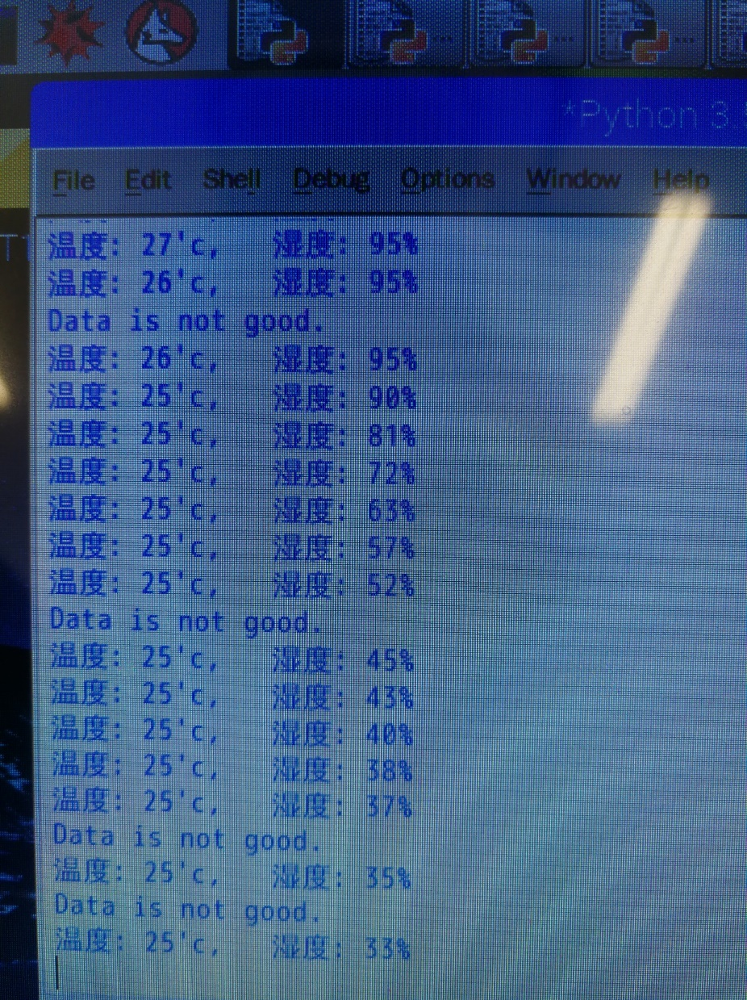 *Python 3.
File Edit Shell Debug Options Window Help
温度: 27'c, 湿度: 95%
温度: 26'c, 湿度: 95%
Data is not good.
温度: 26'c, 湿度: 95%
温度: 25'c, 湿度: 90%
温度: 25'c, 湿度: 81%
温度: 25'c, 湿度: 72%
温度: 25'c, 湿度: 63%
温度: 25'c, 湿度: 57%
温度: 25'c, 湿度: 52%
Data is not good.
温度: 25'c, 湿度: 45%
温度: 25'c, 湿度: 43%
温度: 25'c, 湿度: 40%
温度: 25'c, 湿度: 38%
温度: 25'c, 湿度: 37%
Data is not good.
温度: 25'c, 湿度: 35%
Data is not good.
温度: 25'c, 湿度: 33%